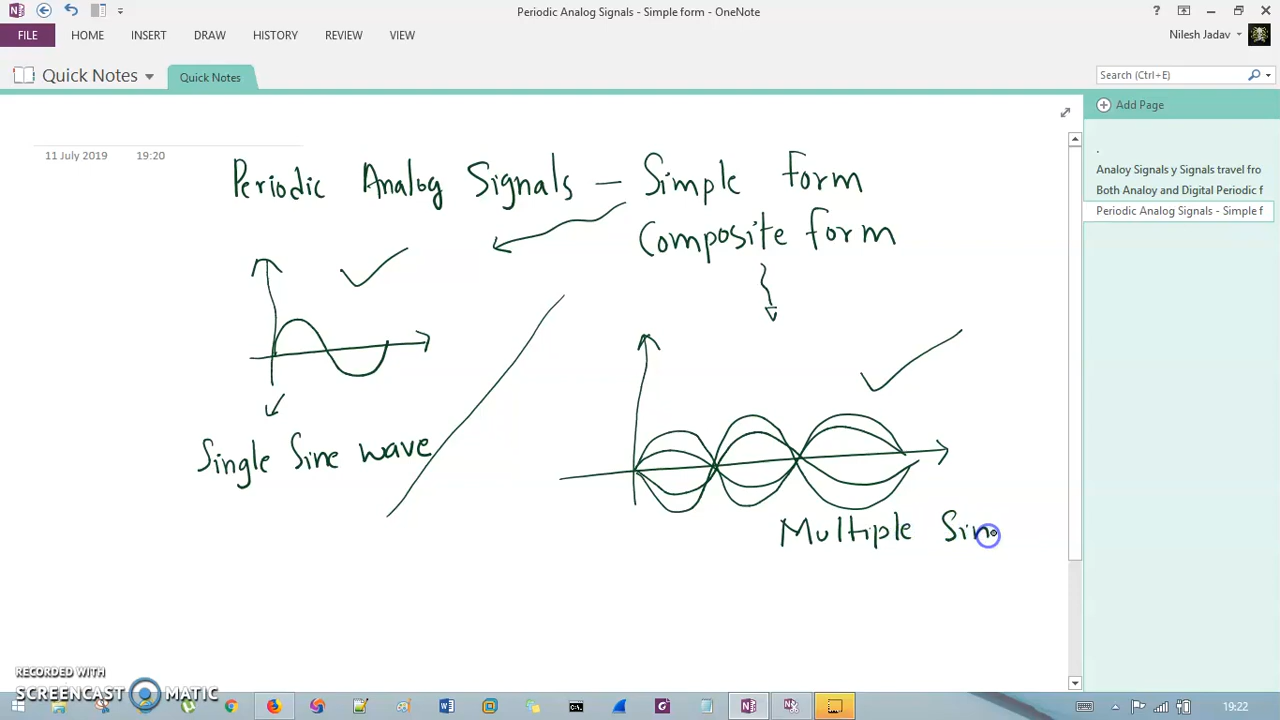 Periodic Analog Signals - Simple form - OneNote
FILE HOME INSERT DRAW HISTORY REVIEW VIEW
Nilesh Jadav
Quick Notes
Quick Notes
Search (Ctrl+E)
Add Page
11 July 2019 19:20
.
Analoy Signals y Signals travel fro
Both Analoy and Digital Periodic f
Periodic Analog Signals - Simple f
Periodic Analog Signals – Simple form
Composite form
Single Sine wave
Multiple Sin
RECORDED WITH
SCREENCAST MATIC
19:22